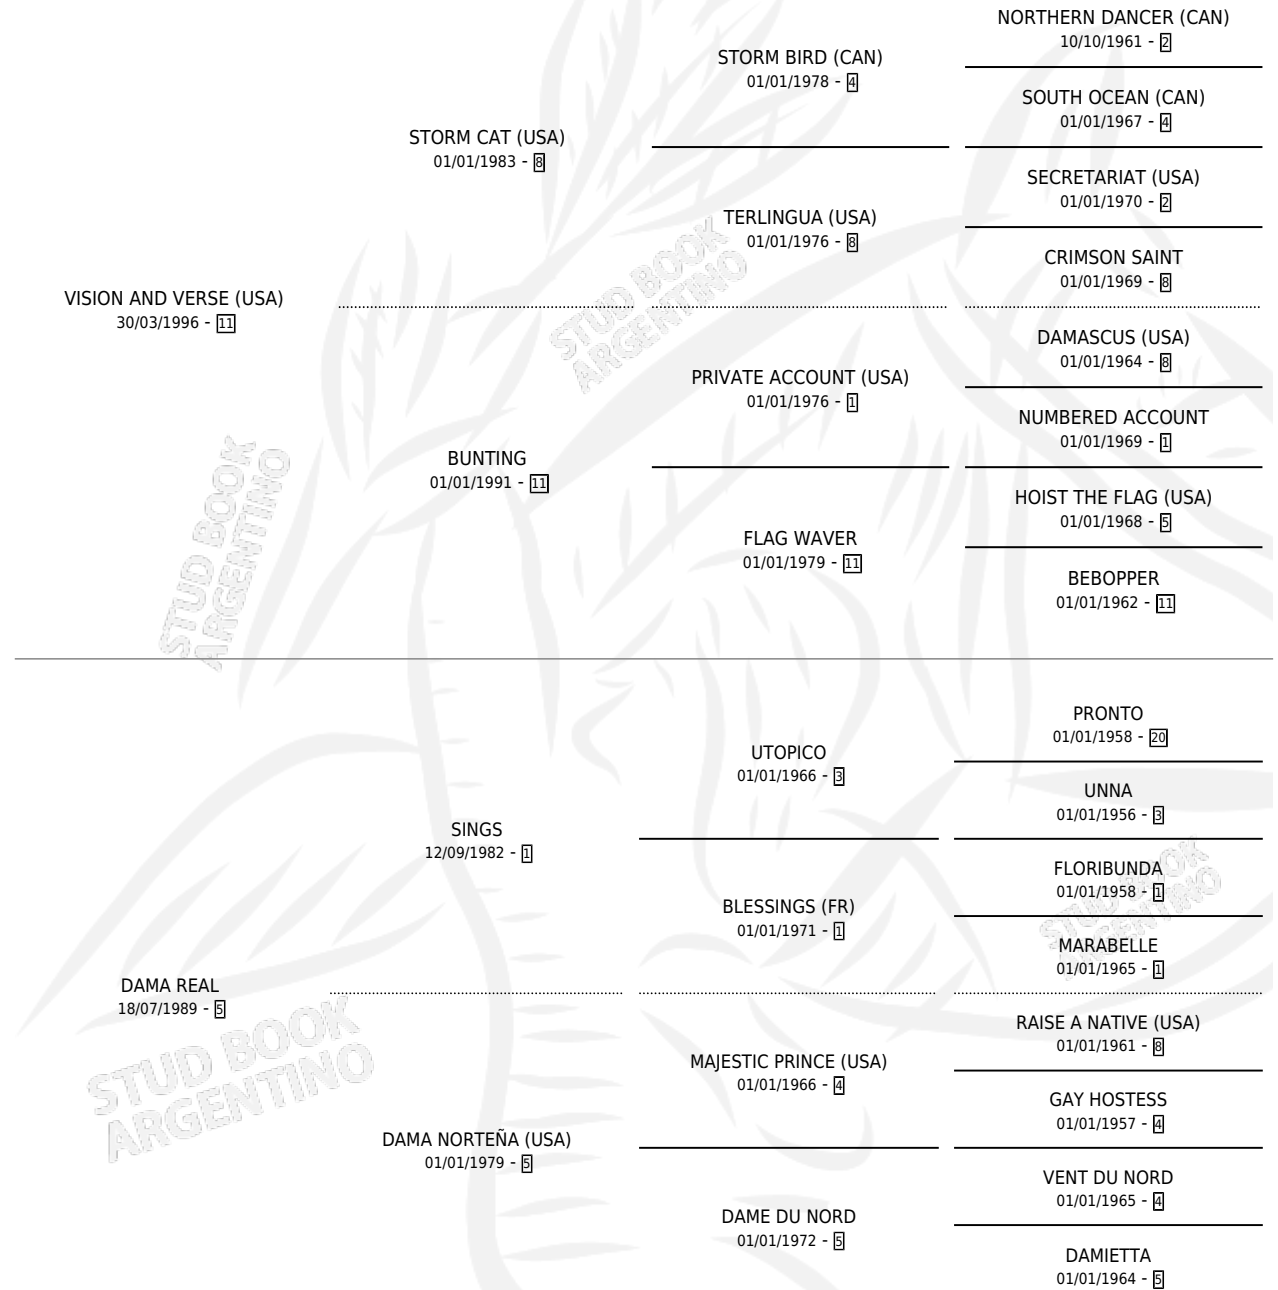 NORTHERN DANCER (CAN)
10/10/1961 - 2
STORM BIRD (CAN)
01/01/1978 - 4
SOUTH OCEAN (CAN)
01/01/1967 - 4
STORM CAT (USA)
01/01/1983 - 8
SECRETARIAT (USA)
01/01/1970 - 2
TERLINGUA (USA)
01/01/1976 - 8
CRIMSON SAINT
01/01/1969 - 8
VISION AND VERSE (USA)
30/03/1996 - 11
DAMASCUS (USA)
01/01/1964 - 8
PRIVATE ACCOUNT (USA)
01/01/1976 - 1
NUMBERED ACCOUNT
01/01/1969 - 1
BUNTING
01/01/1991 - 11
HOIST THE FLAG (USA)
01/01/1968 - 5
FLAG WAVER
01/01/1979 - 11
BEBOPPER
01/01/1962 - 11
PRONTO
01/01/1958 - 20
UTOPICO
01/01/1966 - 3
UNNA
01/01/1956 - 3
SINGS
12/09/1982 - 1
FLORIBUNDA
01/01/1958 - 1
BLESSINGS (FR)
01/01/1971 - 1
MARABELLE
01/01/1965 - 1
DAMA REAL
18/07/1989 - 5
RAISE A NATIVE (USA)
01/01/1961 - 8
MAJESTIC PRINCE (USA)
01/01/1966 - 4
GAY HOSTESS
01/01/1957 - 4
DAMA NORTEÑA (USA)
01/01/1979 - 5
VENT DU NORD
01/01/1965 - 4
DAME DU NORD
01/01/1972 - 5
DAMIETTA
01/01/1964 - 5
STUD BOOK
ARGENTINO
STUD BOOK
ARGENTINO
STUD BOOK
ARGENTINO
STUD BOOK
ARGENTINO